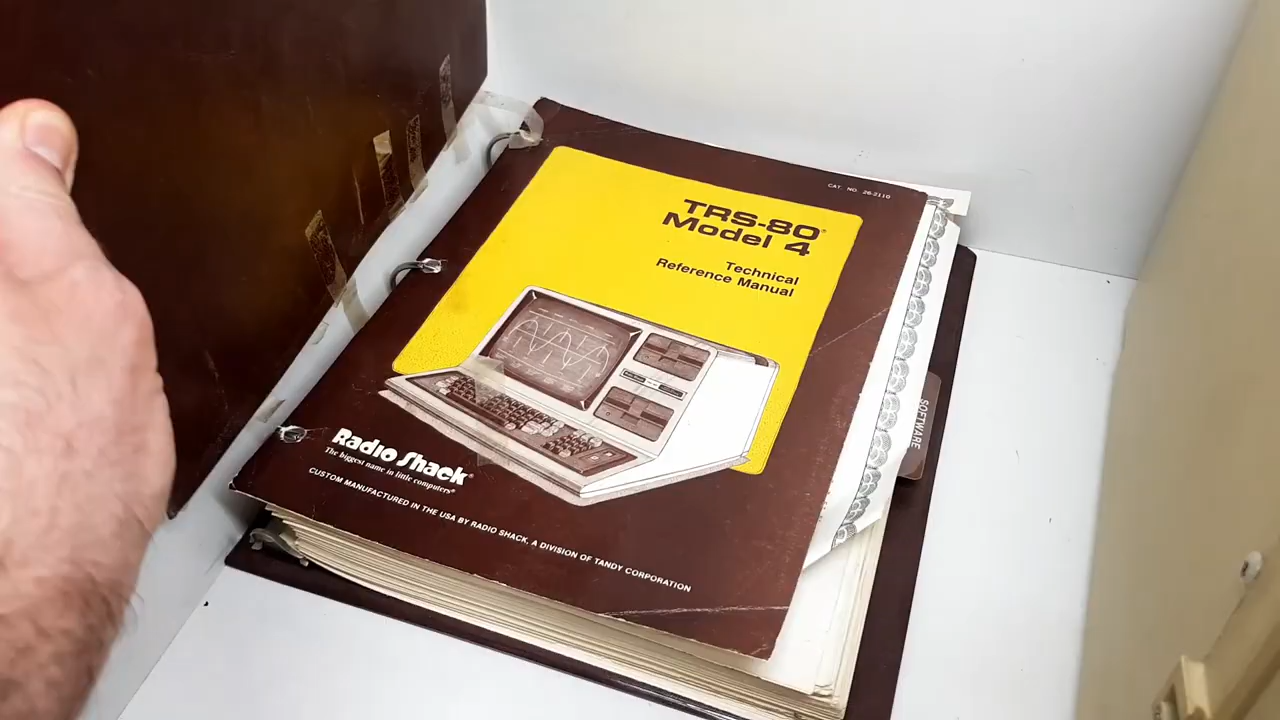 CAT. NO. 26-2110
TRS-80®
Model 4
Technical
Reference Manual
Radio Shack®
The biggest name in little computers®
CUSTOM MANUFACTURED IN THE USA BY RADIO SHACK, A DIVISION OF TANDY CORPORATION
SOFTWARE